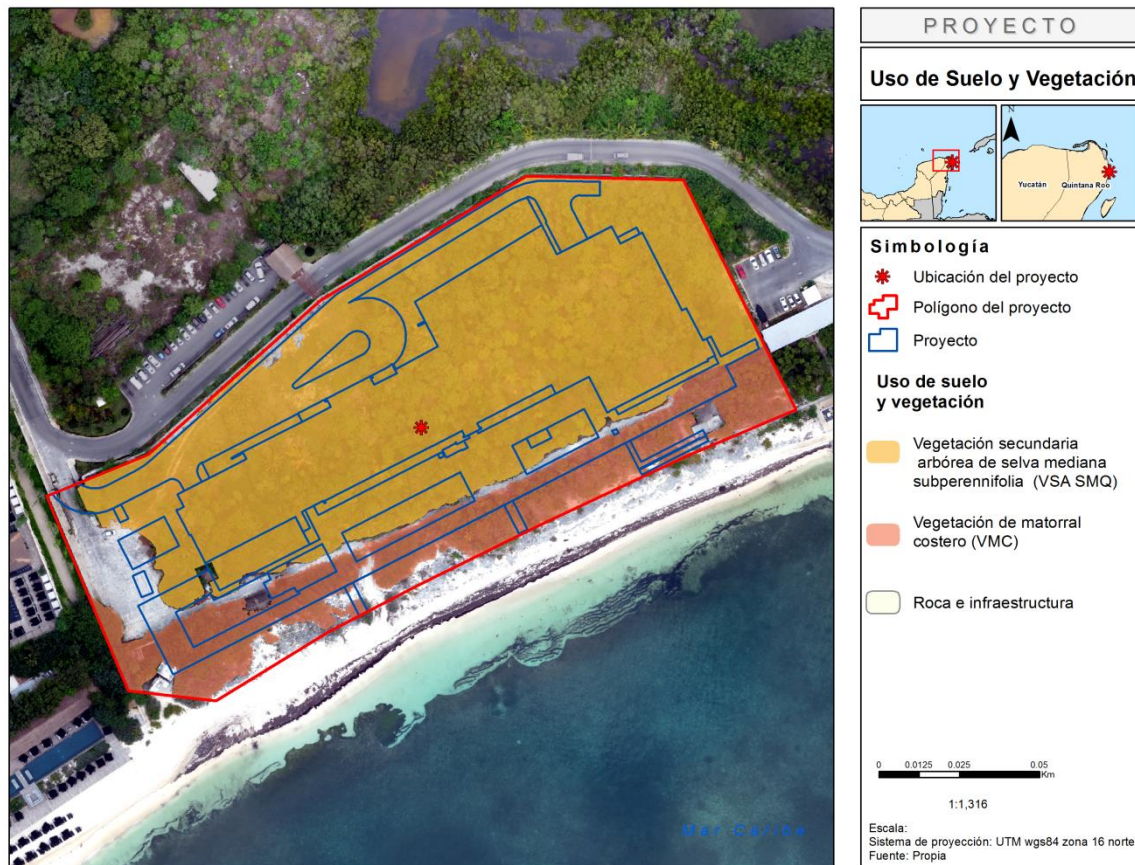 PROYECTO
Uso de Suelo y Vegetación
N
Yucatán
Quintana Roo
Simbología
Ubicación del proyecto
Polígono del proyecto
Proyecto
Uso de suelo
y vegetación
Vegetación secundaria
arbórea de selva mediana
subperennifolia (VSA SMQ)
Vegetación de matorral
costero (VMC)
Roca e infraestructura
0 0.0125 0.025 0.05
Km
1:1,316
Escala:
Sistema de proyección: UTM wgs84 zona 16 norte
Fuente: Propia
Mar Caribe